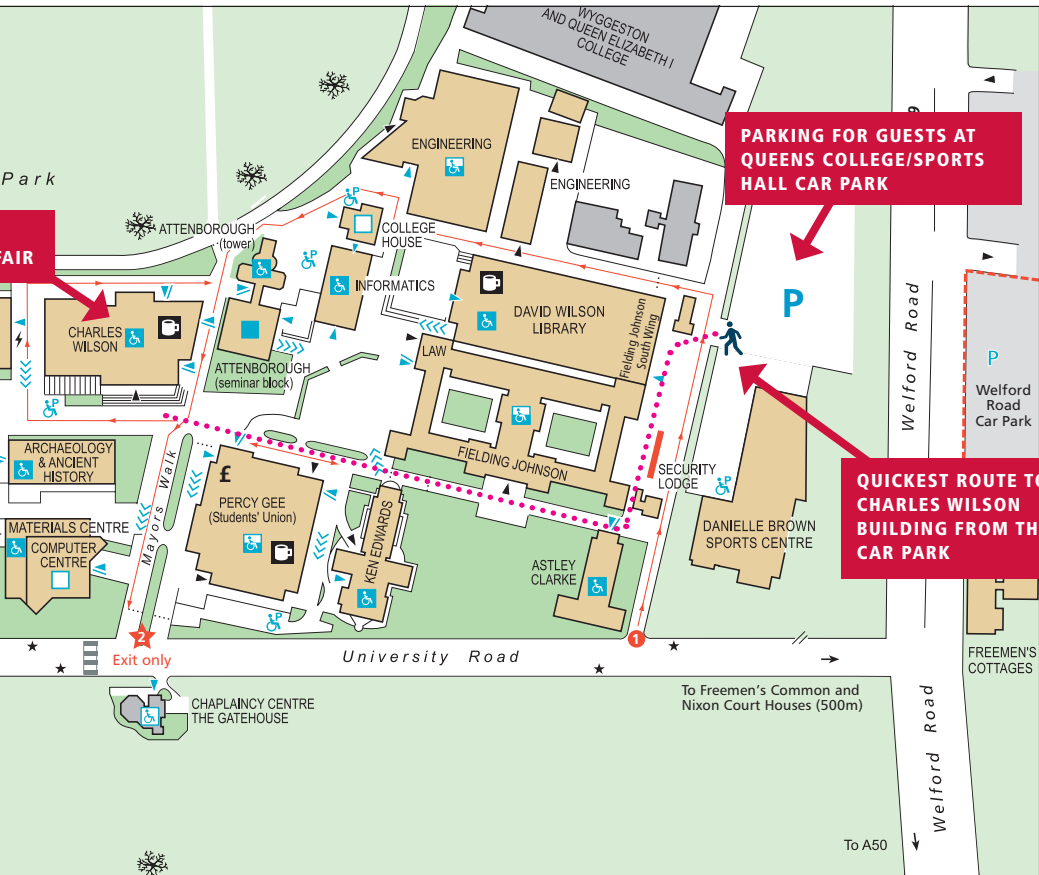 WYGGESTON
AND QUEEN ELIZABETH I
COLLEGE
PARKING FOR GUESTS AT
QUEENS COLLEGE/SPORTS
HALL CAR PARK
Park
FAIR
ENGINEERING
ENGINEERING
P
P
P
ATTENBOROUGH
(tower)
COLLEGE
HOUSE
INFORMATICS
DAVID WILSON
LIBRARY
Fielding Johnson
South Wing
P
CHARLES
WILSON
LAW
ATTENBOROUGH
(seminar block)
Welford Road
P
Welford
Road
Car Park
P
ARCHAEOLOGY
& ANCIENT
HISTORY
£
FIELDING JOHNSON
SECURITY
LODGE
P
QUICKEST ROUTE TO
CHARLES WILSON
BUILDING FROM TH
CAR PARK
PERCY GEE
(Students' Union)
KEN EDWARDS
Mayors Walk
MATERIALS CENTRE
COMPUTER
CENTRE
DANIELLE BROWN
SPORTS CENTRE
ASTLEY
CLARKE
P
2
Exit only
1
University Road
FREEMEN'S
COTTAGES
CHAPLAINCY CENTRE
THE GATEHOUSE
To Freemen's Common and
Nixon Court Houses (500m)
Welford Road
To A50